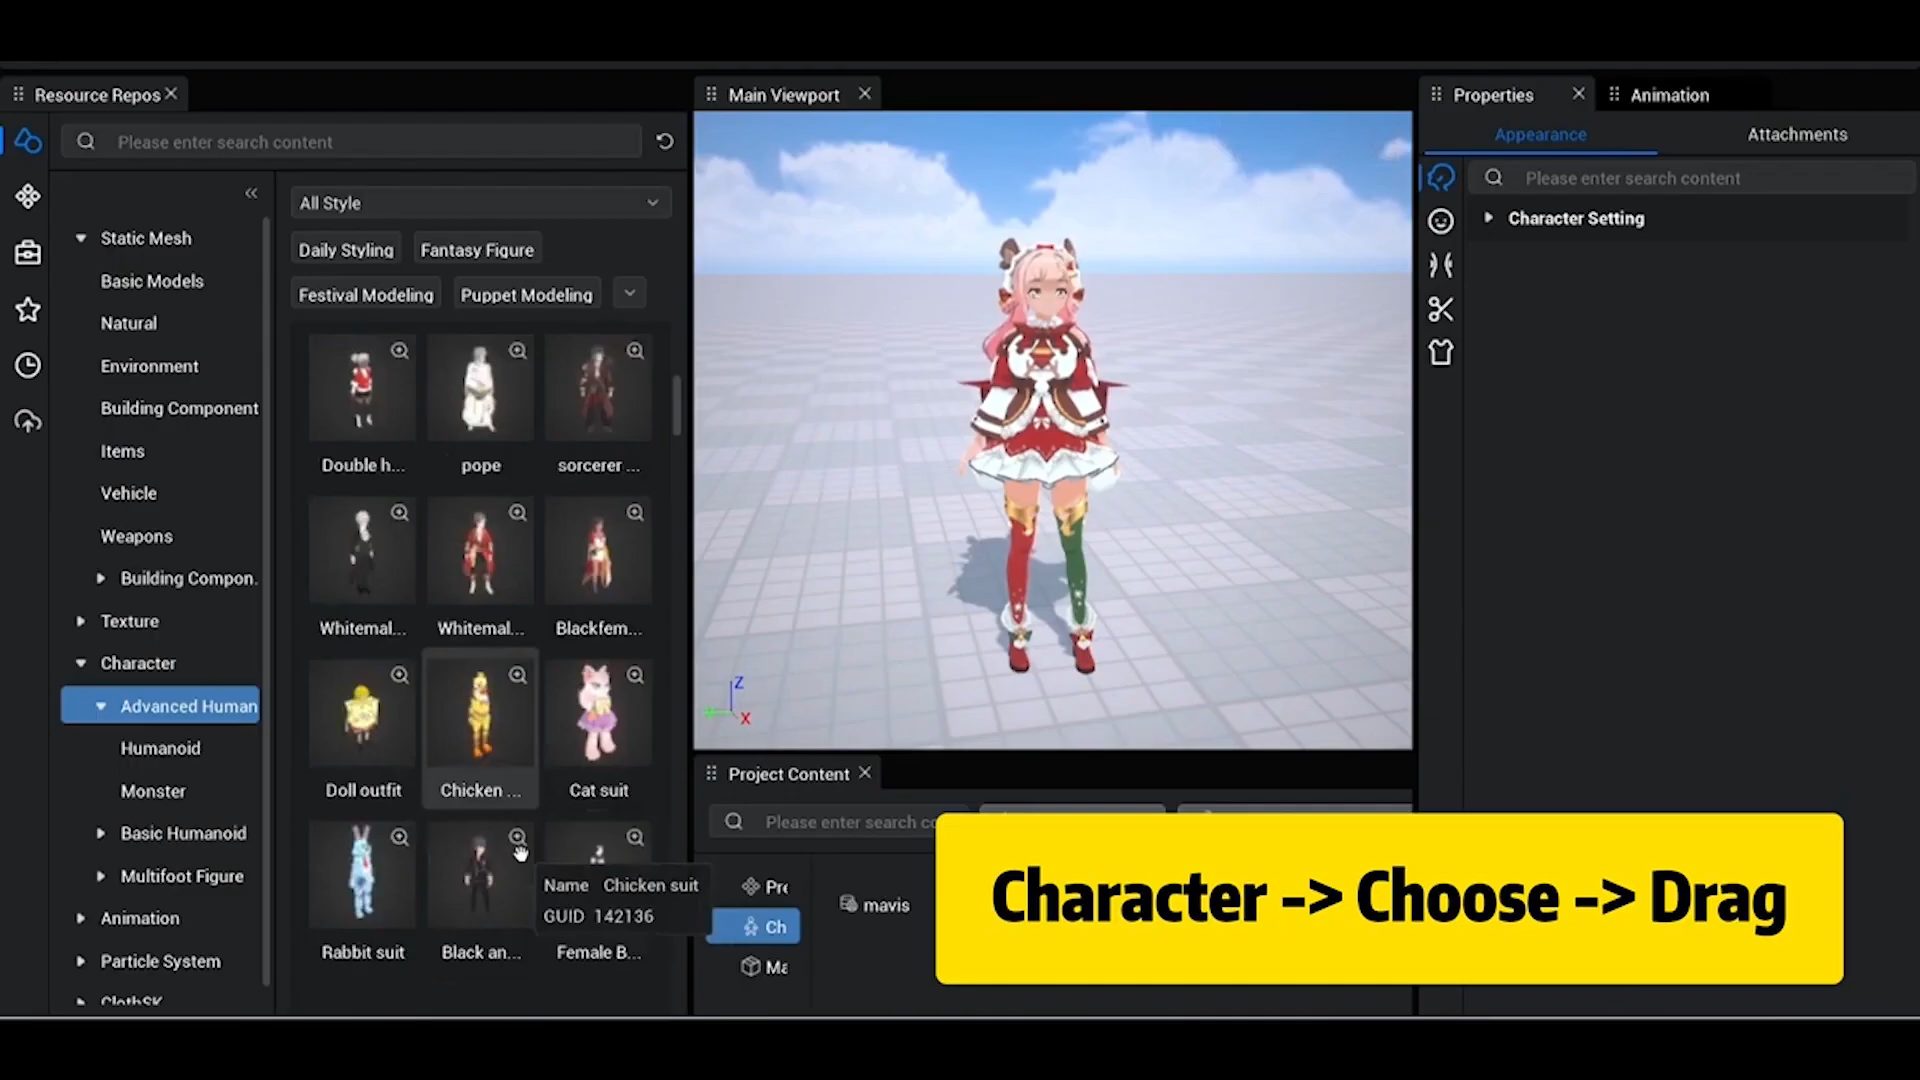 Resource Repos
Main Viewport
Properties
Animation
Please enter search content
Appearance
Attachments
Please enter search content
All Style
Character Setting
Static Mesh
Daily Styling
Fantasy Figure
Basic Models
Festival Modeling
Puppet Modeling
Natural
Environment
Building Component
Items
Double h...
pope
sorcerer ...
Vehicle
Weapons
Building Compon.
Texture
Whitemal...
Whitemal...
Blackfem...
Character
Advanced Human
Z
X
Humanoid
Monster
Doll outfit
Chicken ...
Cat suit
Project Content
Please enter search co
Basic Humanoid
Multifoot Figure
Name Chicken suit
GUID 142136
Pre
mavis
Ch
Ma
Character -> Choose -> Drag
Animation
Rabbit suit
Black an...
Female B...
Particle System
ClothSK